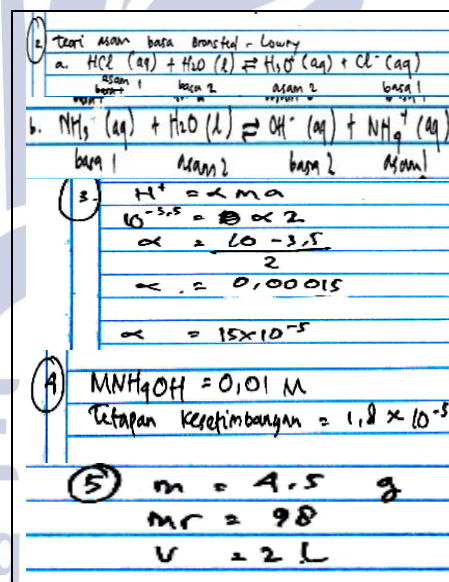 2. teori asam basa Bronsted - Lowry
a. HCl (aq) + H2O (l) ⇄ H3O+ (aq) + Cl- (aq)
asam 1 basa 2 asam 2 basa 1
b. NH3 (aq) + H2O (l) ⇄ OH- (aq) + NH4+ (aq)
basa 1 Asam 2 basa 2 Asam 1
3. H+ = α ma
10^-3,5 = α 2
α = 10 -3,5
2
α = 0,00015
α = 15×10^-5
4 MNH4OH = 0,01 M
Tetapan kesetimbangan = 1,8 × 10^-5
5 m = 4.5 g
mr = 98
V = 2 L